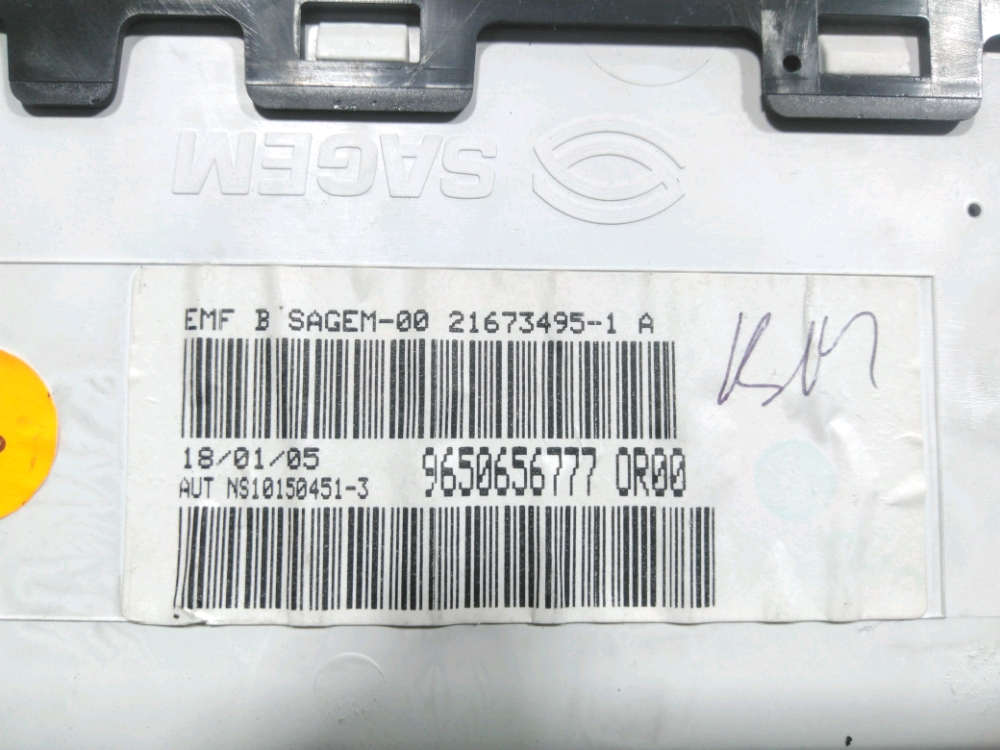 SAGEM
EMF B SAGEM-00 21673495-1 A
18/01/05
9650656777 0R00
AUT NS10150451-3